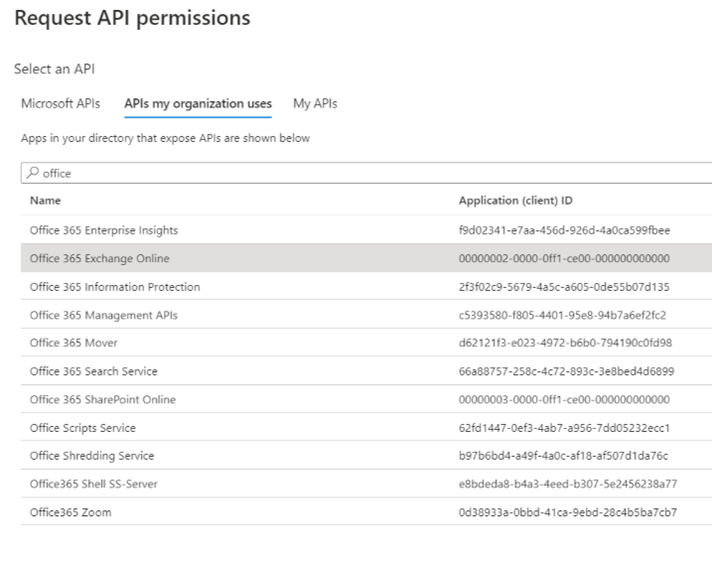 Request API permissions
Select an API
Microsoft APIs APIs my organization uses My APIs
Apps in your directory that expose APIs are shown below
office
Name Application (client) ID
Office 365 Enterprise Insights f9d02341-e7aa-456d-926d-4a0ca599fbee
Office 365 Exchange Online 00000002-0000-0ff1-ce00-000000000000
Office 365 Information Protection 2f3f02c9-5679-4a5c-a605-0de55b07d135
Office 365 Management APIs c5393580-f805-4401-95e8-94b7a6ef2fc2
Office 365 Mover d62121f3-e023-4972-b6b0-794190c0fd98
Office 365 Search Service 66a88757-258c-4c72-893c-3e8bed4d6899
Office 365 SharePoint Online 00000003-0000-0ff1-ce00-000000000000
Office Scripts Service 62fd1447-0ef3-4ab7-a956-7dd05232ecc1
Office Shredding Service b97b6bd4-a49f-4a0c-af18-af507d1da76c
Office365 Shell SS-Server e8bdeda8-b4a3-4eed-b307-5e2456238a77
Office365 Zoom 0d38933a-0bbd-41ca-9ebd-28c4b5ba7cb7